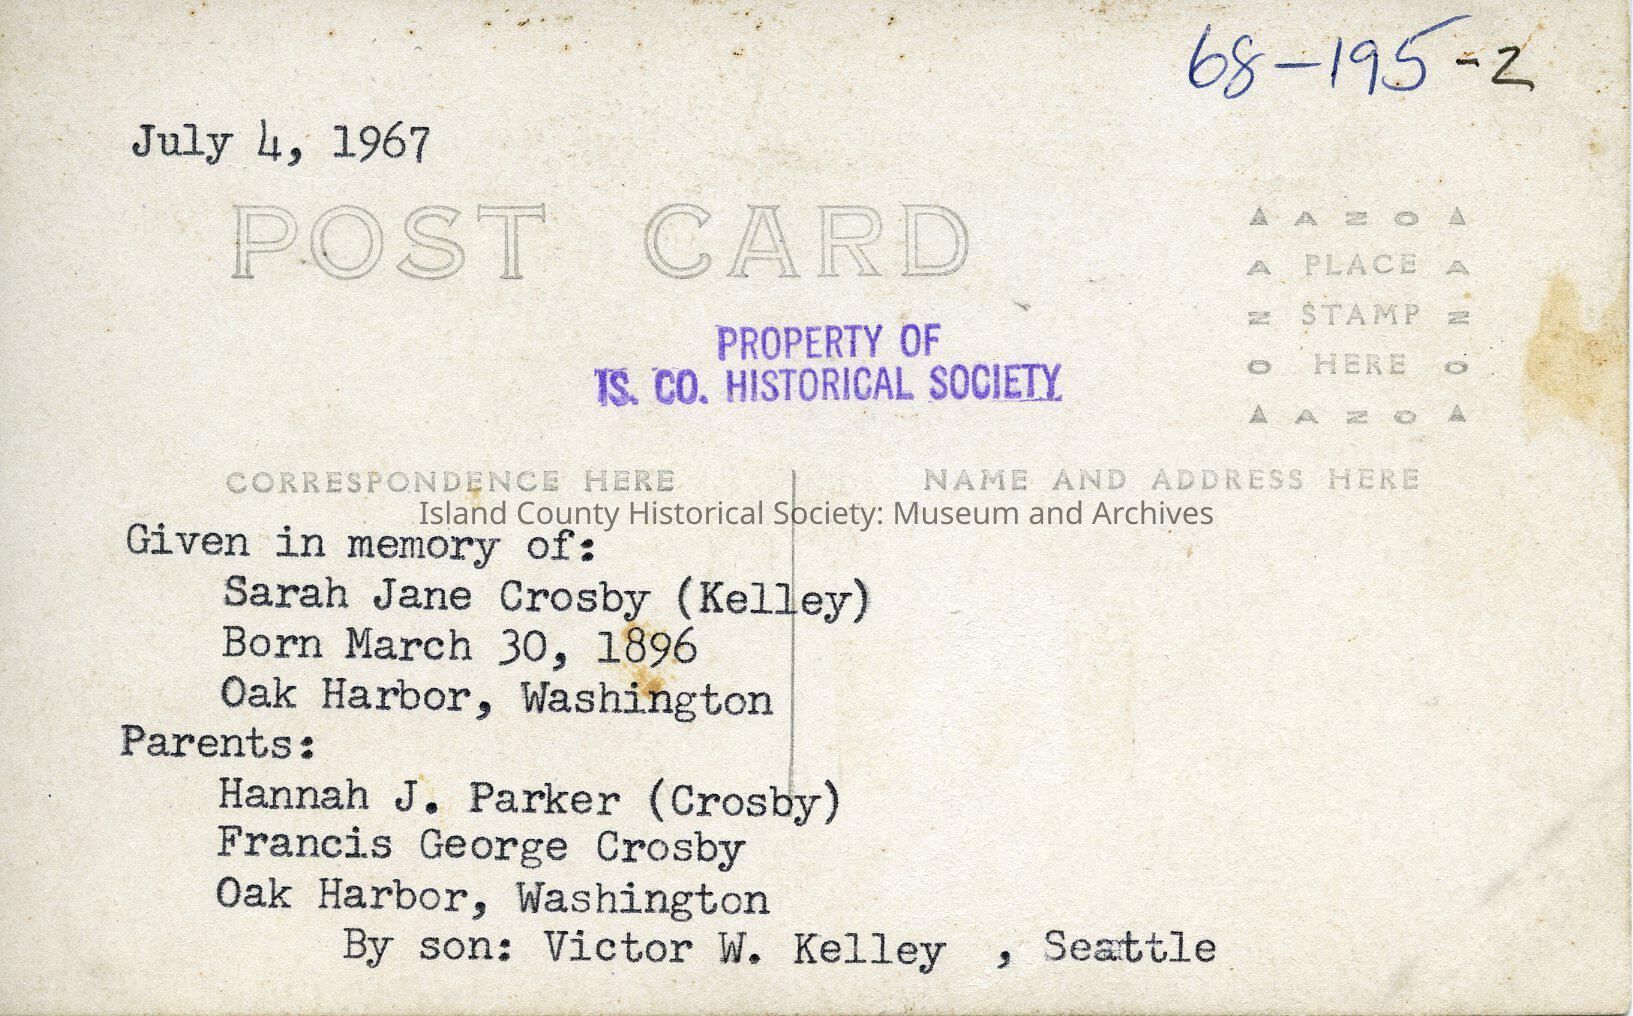 68-195-2
July 4, 1967
POST CARD
AZO
A PLACE A
Z STAMP Z
O HERE O
AZO
PROPERTY OF
IS. CO. HISTORICAL SOCIETY
CORRESPONDENCE HERE
NAME AND ADDRESS HERE
Island County Historical Society: Museum and Archives
Given in memory of:
Sarah Jane Crosby (Kelley)
Born March 30, 1896
Oak Harbor, Washington
Parents:
Hannah J. Parker (Crosby)
Francis George Crosby
Oak Harbor, Washington
By son: Victor W. Kelley , Seattle